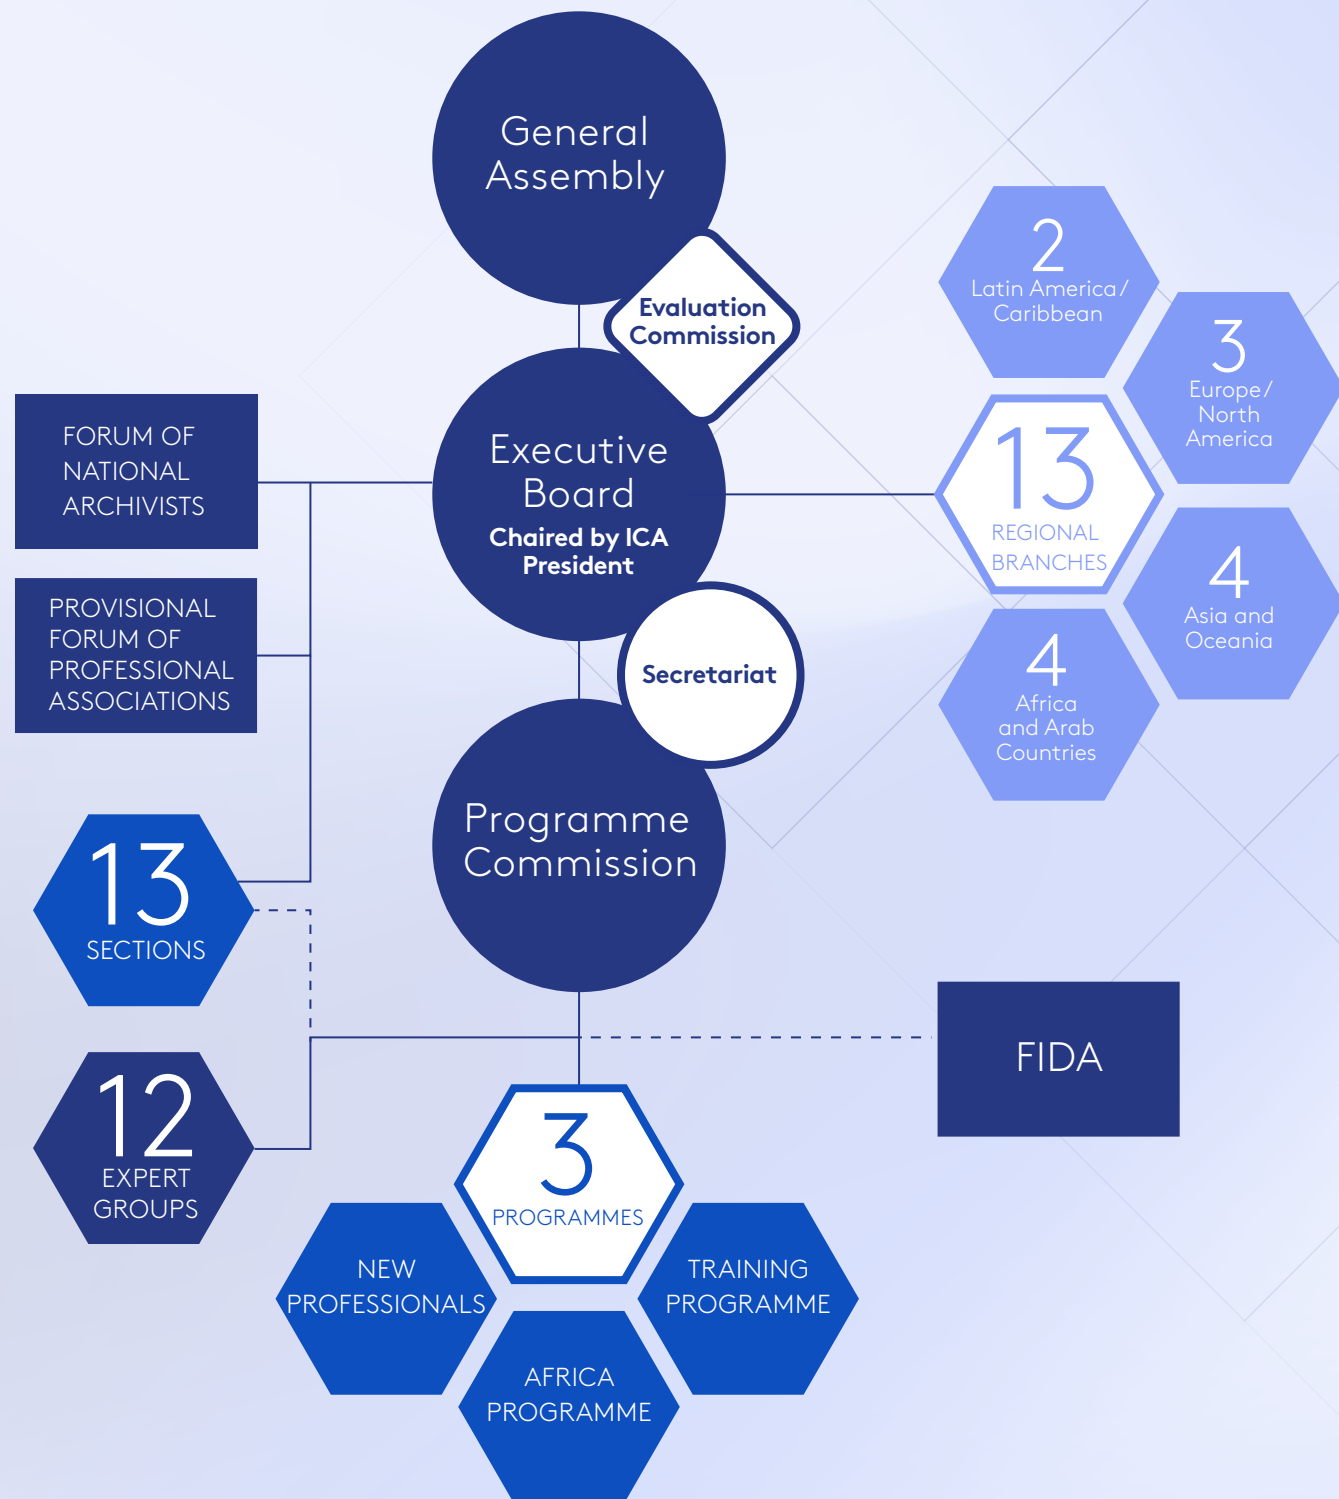 General
Assembly
Evaluation
Commission
Executive
Board
Chaired by ICA
President
Secretariat
Programme
Commission
FORUM OF
NATIONAL
ARCHIVISTS
PROVISIONAL
FORUM OF
PROFESSIONAL
ASSOCIATIONS
13
SECTIONS
12
EXPERT
GROUPS
2
Latin America/
Caribbean
3
Europe/
North
America
13
REGIONAL
BRANCHES
4
Asia and
Oceania
4
Africa
and Arab
Countries
FIDA
3
PROGRAMMES
NEW
PROFESSIONALS
TRAINING
PROGRAMME
AFRICA
PROGRAMME